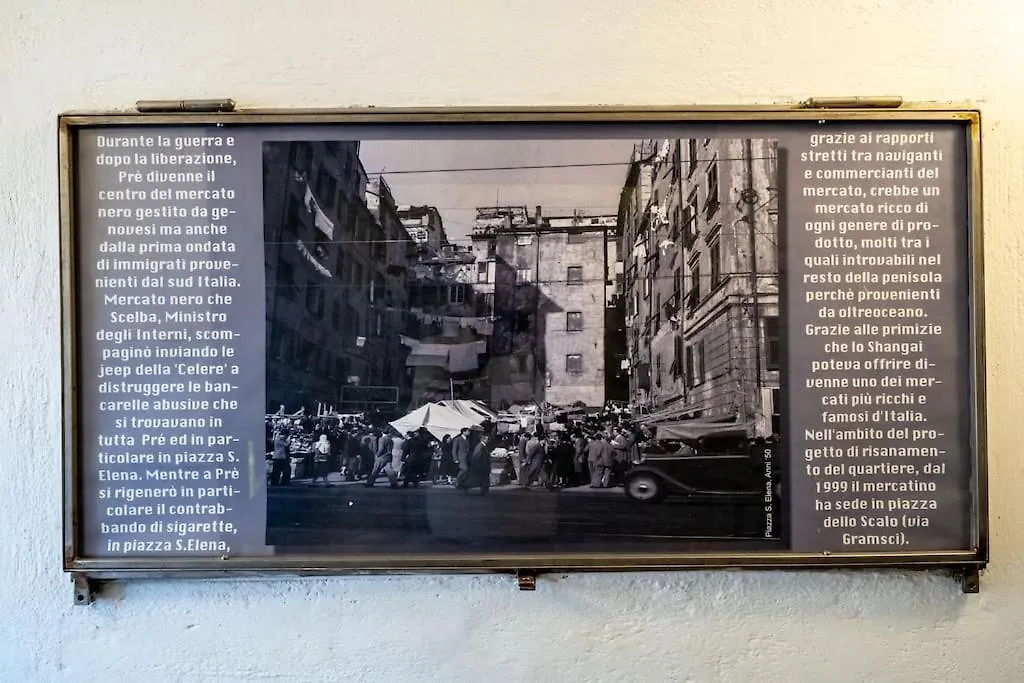 Durante la guerra e
dopo la liberazione,
Prè divenne il
centro del mercato
nero gestito da ge-
novesi ma anche
dalla prima ondata
di immigrati prove-
nienti dal sud Italia.
Mercato nero che
Scelba, Ministro
degli Interni, scom-
paginò inviando le
jeep della 'Celere' a
distruggere le ban-
carelle abusive che
si trovavano in
tutta Prè ed in par-
ticolare in piazza S.
Elena. Mentre a Prè
si rigenerò in parti-
colare il contrab-
bando di sigarette,
in piazza S.Elena,
Piazza S. Elena, Anni '50
grazie ai rapporti
stretti tra naviganti
e commercianti del
mercato, crebbe un
mercato ricco di
ogni genere di pro-
dotto, molti tra i
quali introvabili nel
resto della penisola
perchè provenienti
da oltreoceano.
Grazie alle primizie
che lo Shangai
poteva offrire di-
venne uno dei mer-
cati più ricchi e
famosi d'Italia.
Nell'ambito del pro-
getto di risanamen-
to del quartiere, dal
1999 il mercatino
ha sede in piazza
dello Scalo (via
Gramsci).